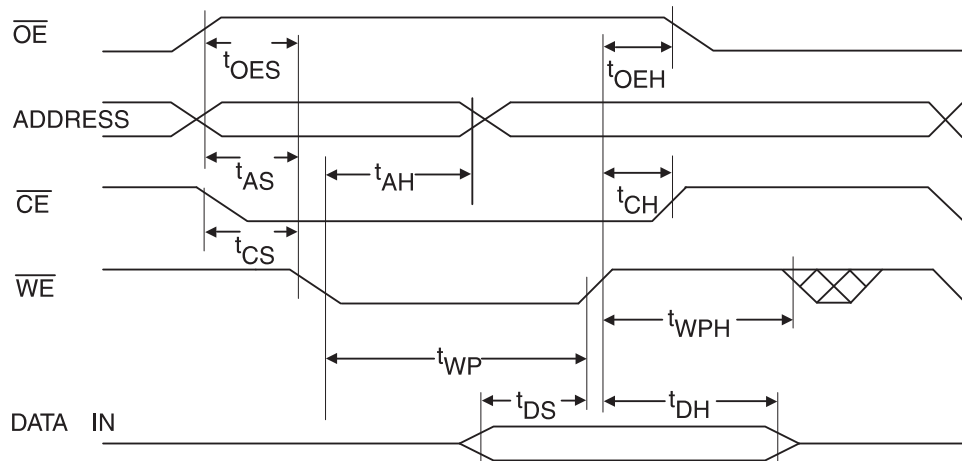 OE
tOES
tOEH
ADDRESS
tAS
tAH
tCH
CE
tCS
WE
tWPH
tWP
tDS
tDH
DATA IN